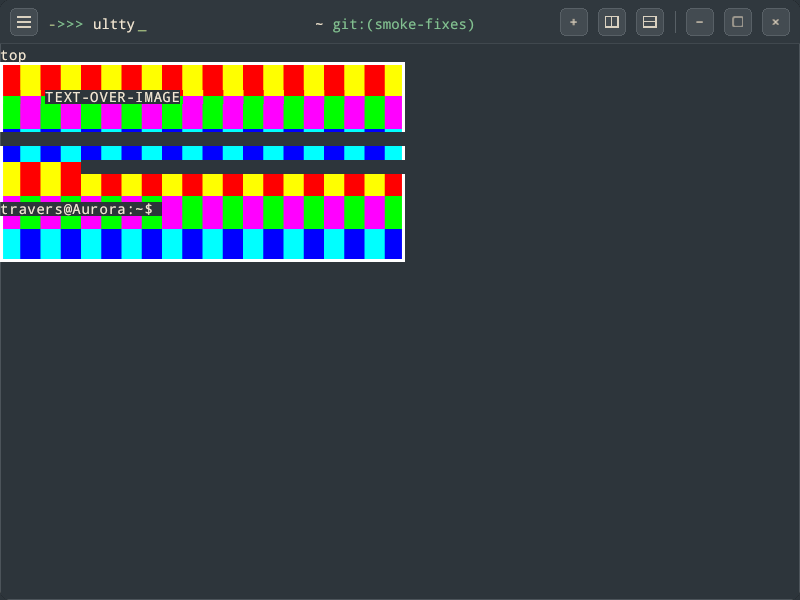 ->>> ultty_
~ git:(smoke-fixes)
top
TEXT-OVER-IMAGE
travers@Aurora:~$